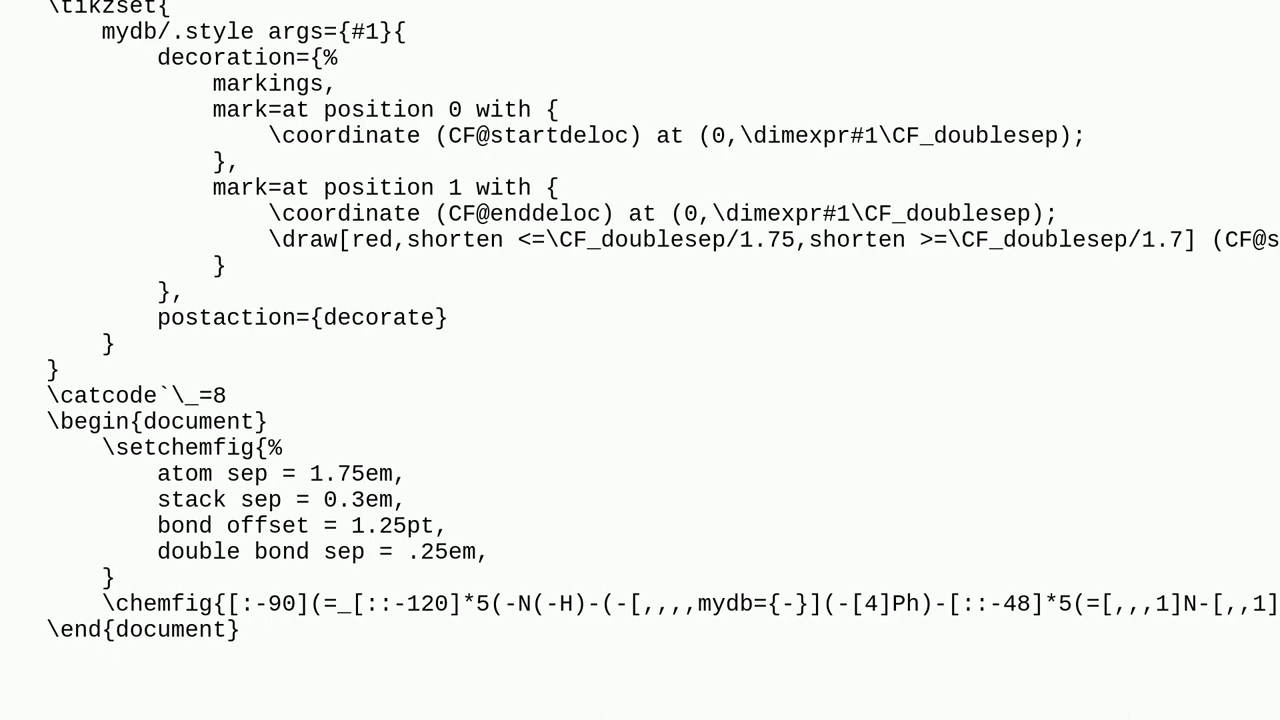 \tikzset{
    mydb/.style args={#1}{
        decoration={%
            markings,
            mark=at position 0 with {
                \coordinate (CF@startdeloc) at (0,\dimexpr#1\CF_doublesep);
            },
            mark=at position 1 with {
                \coordinate (CF@enddeloc) at (0,\dimexpr#1\CF_doublesep);
                \draw[red,shorten <=\CF_doublesep/1.75,shorten >=\CF_doublesep/1.7] (CF@s
            }
        },
        postaction={decorate}
    }
}
\catcode`\_=8
\begin{document}
    \setchemfig{%
        atom sep = 1.75em,
        stack sep = 0.3em,
        bond offset = 1.25pt,
        double bond sep = .25em,
    }
    \chemfig{[:-90](=_[::-120]*5(-N(-H)-(-[,,,,mydb={-}](-[4]Ph)-[::-48]*5(=[,,,1]N-[,,1]
\end{document}